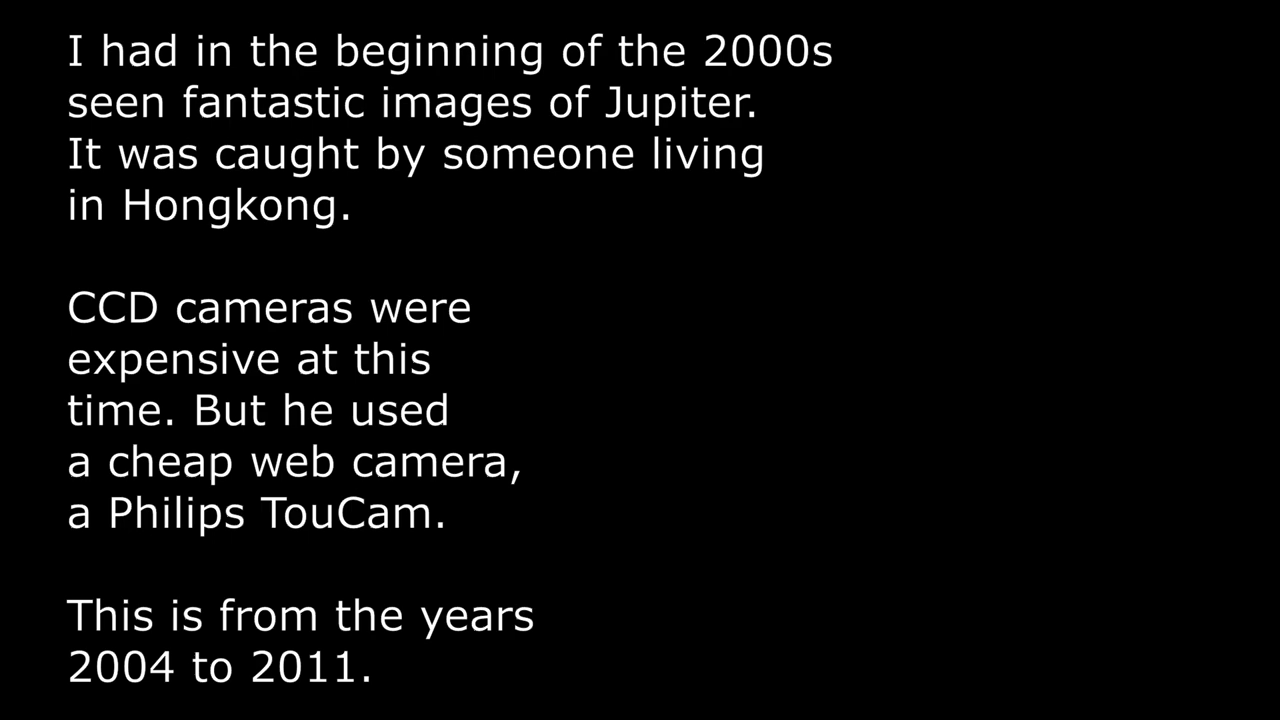 I had in the beginning of the 2000s
seen fantastic images of Jupiter.
It was caught by someone living
in Hongkong.
CCD cameras were
expensive at this
time. But he used
a cheap web camera,
a Philips TouCam.
This is from the years
2004 to 2011.